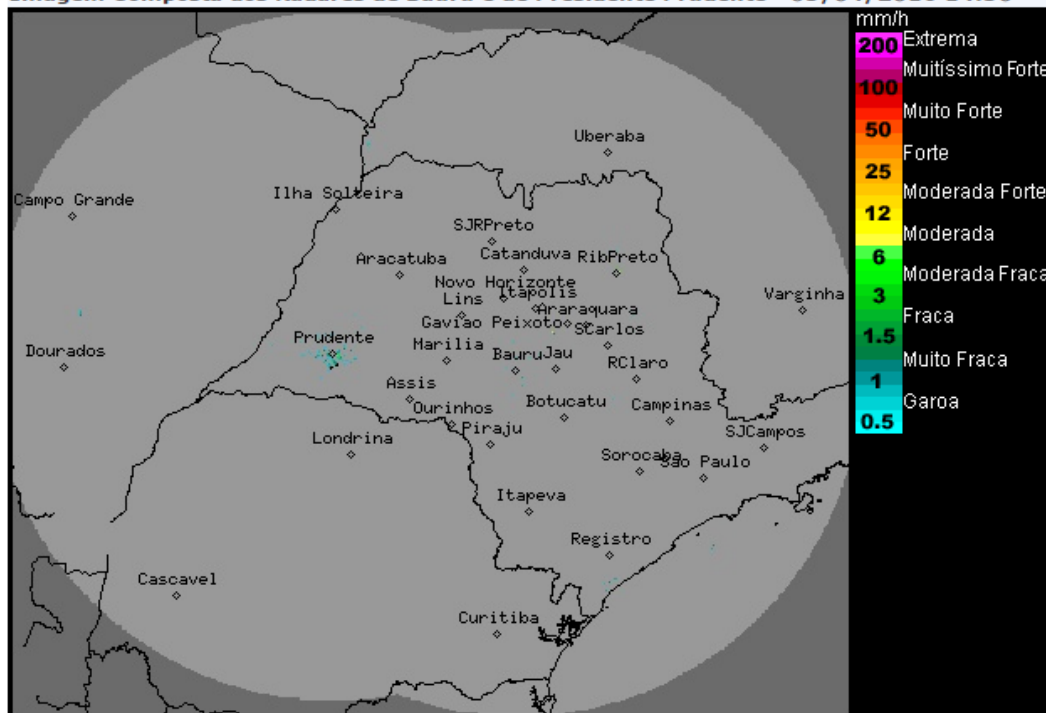 mm/h
200 Extrema
Muitíssimo Forte
100
Muito Forte
50
Forte
25
Moderada Forte
12
Moderada
6
Moderada Fraca
3
Fraca
1.5
Muito Fraca
1
Garoa
0.5
Uberaba
Campo Grande
Ilha Solteira
SJRPreto
Catanduva
RibPreto
Aracatuba
Novo Horizonte
Itapolis
Lins
Araraquara
Varginha
Gaviao Peixoto
SCarlos
Prudente
Dourados
Marilia
Bauru
Jau
RClaro
Assis
Ourinhos
Botucatu
Campinas
Piraju
SJCampos
Londrina
Sorocaba
Sao Paulo
Itapeva
Registro
Cascavel
Curitiba